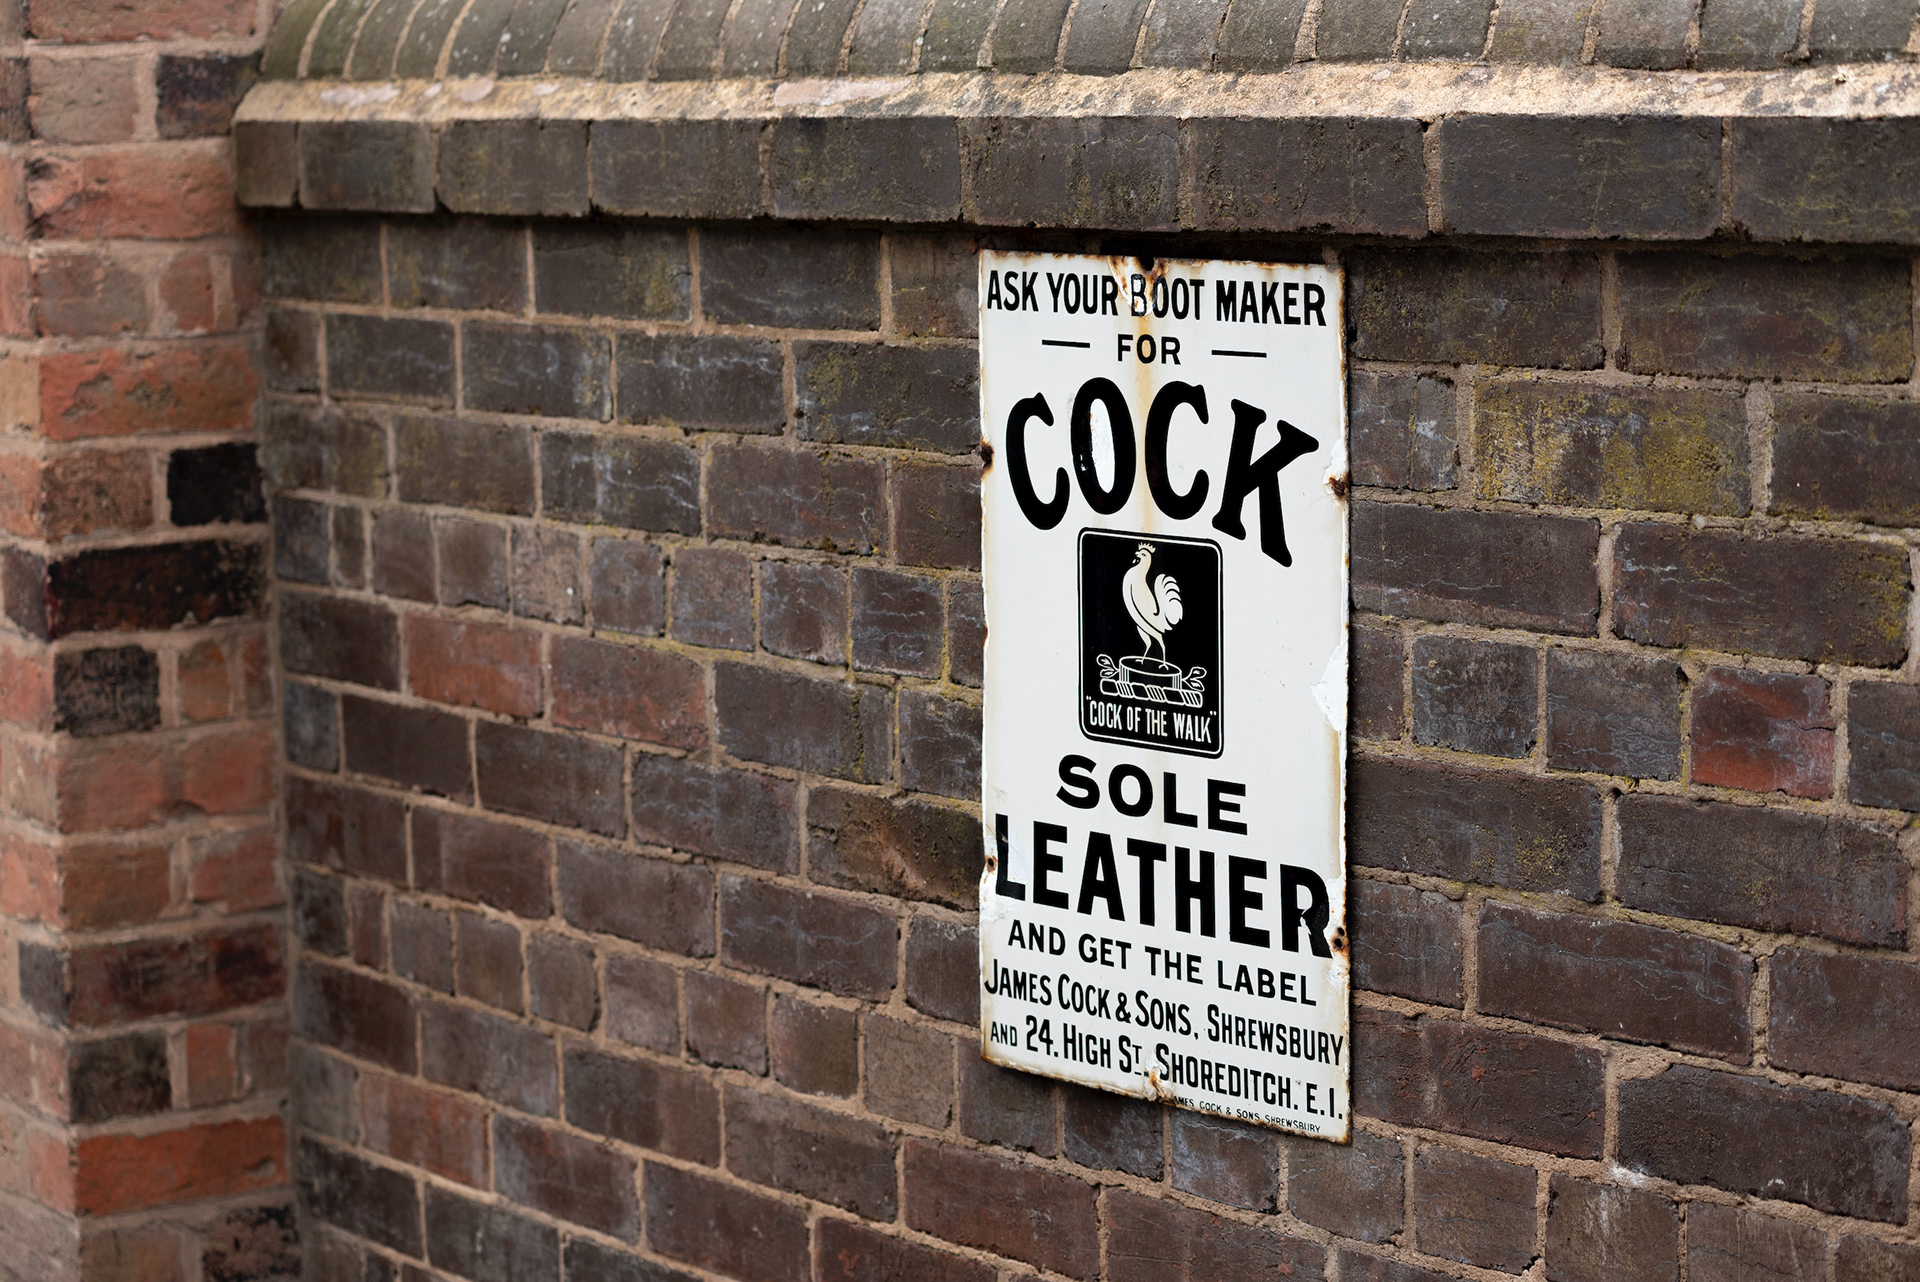 ASK YOUR BOOT MAKER
FOR
COCK
"COCK OF THE WALK"
SOLE
LEATHER
AND GET THE LABEL
JAMES COCK & SONS, SHREWSBURY
AND 24. HIGH ST. SHOREDITCH. E.1.
JAMES COCK & SONS SHREWSBURY